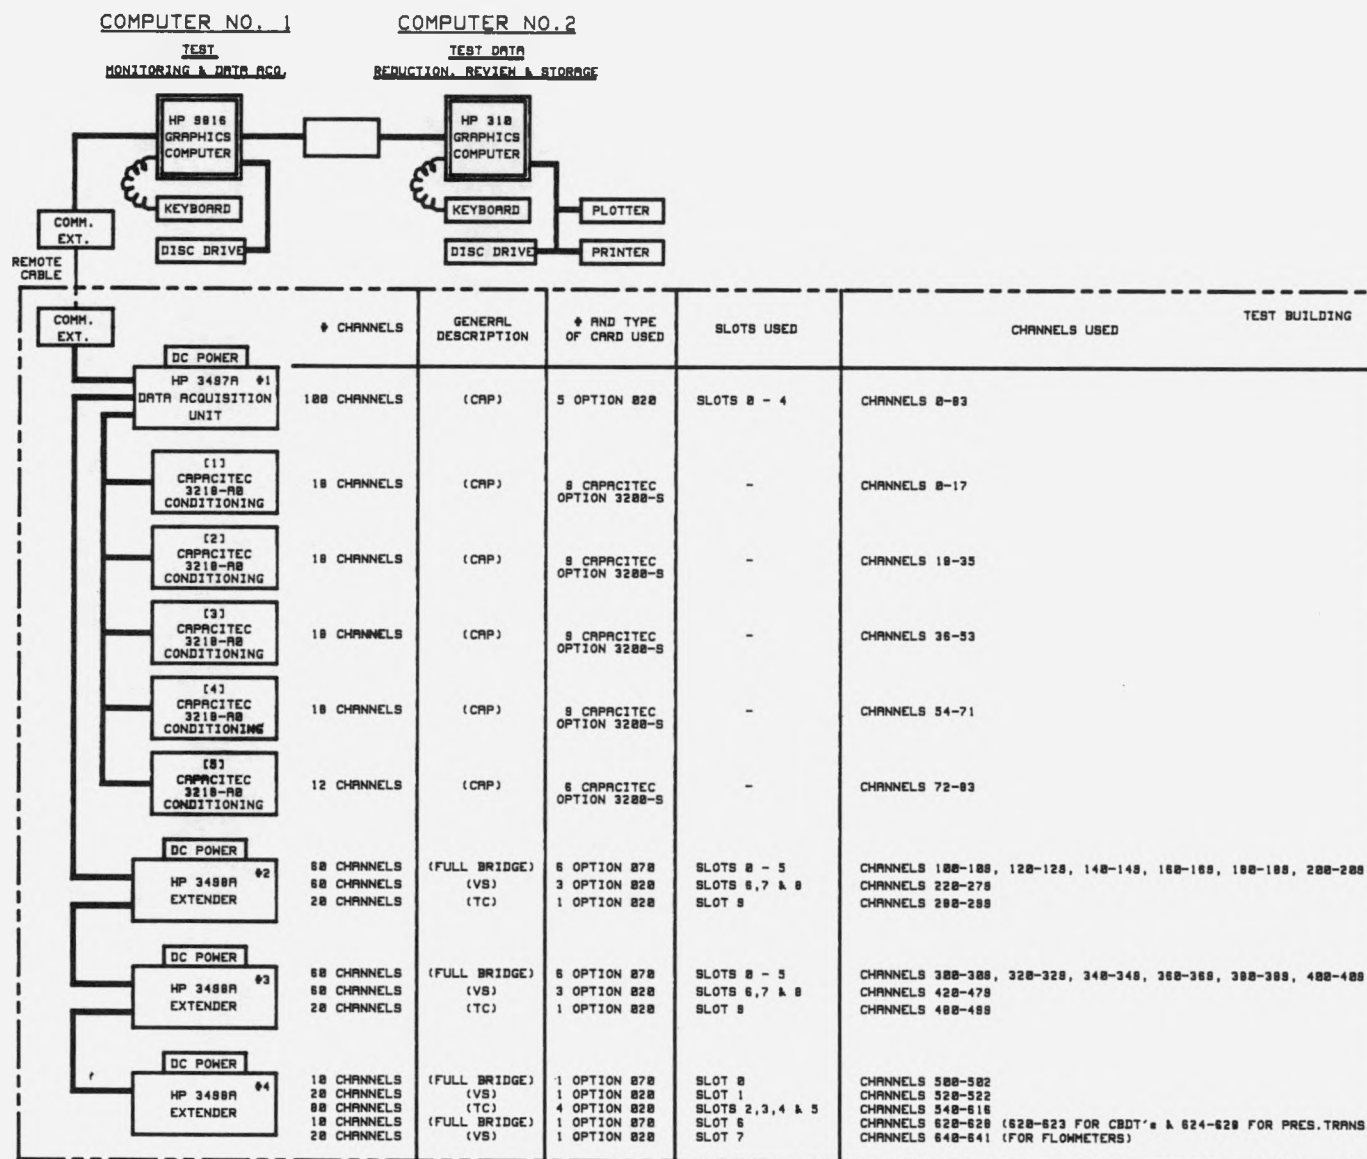 COMPUTER NO. 1
TEST
MONITORING & DATA ACQ.
COMPUTER NO.2
TEST DATA
REDUCTION, REVIEW & STORAGE
HP 9816
GRAPHICS
COMPUTER
KEYBOARD
DISC DRIVE
HP 310
GRAPHICS
COMPUTER
KEYBOARD
DISC DRIVE
PLOTTER
PRINTER
COMM.
EXT.
REMOTE
CABLE
COMM.
EXT.
TEST BUILDING
# CHANNELS
GENERAL
DESCRIPTION
# AND TYPE
OF CARD USED
SLOTS USED
CHANNELS USED
DC POWER
HP 3497A #1
DATA ACQUISITION
UNIT
100 CHANNELS (CAP) 5 OPTION 020 SLOTS 0 - 4 CHANNELS 0-83
[1]
CAPACITEC
3210-A0
CONDITIONING
18 CHANNELS (CAP) 9 CAPACITEC
OPTION 3200-S
- CHANNELS 0-17
[2]
CAPACITEC
3210-A0
CONDITIONING
18 CHANNELS (CAP) 9 CAPACITEC
OPTION 3200-S
- CHANNELS 18-35
[3]
CAPACITEC
3210-A0
CONDITIONING
18 CHANNELS (CAP) 9 CAPACITEC
OPTION 3200-S
- CHANNELS 36-53
[4]
CAPACITEC
3210-A0
CONDITIONING
18 CHANNELS (CAP) 9 CAPACITEC
OPTION 3200-S
- CHANNELS 54-71
[5]
CAPACITEC
3210-A0
CONDITIONING
12 CHANNELS (CAP) 6 CAPACITEC
OPTION 3200-S
- CHANNELS 72-83
DC POWER
HP 3498A #2
EXTENDER
60 CHANNELS (FULL BRIDGE) 6 OPTION 070 SLOTS 0 - 5 CHANNELS 100-109, 120-129, 140-149, 160-169, 180-189, 200-209
60 CHANNELS (VS) 3 OPTION 020 SLOTS 6,7 & 8 CHANNELS 220-279
20 CHANNELS (TC) 1 OPTION 020 SLOT 9 CHANNELS 280-299
DC POWER
HP 3498A #3
EXTENDER
60 CHANNELS (FULL BRIDGE) 6 OPTION 070 SLOTS 0 - 5 CHANNELS 300-309, 320-329, 340-349, 360-369, 380-389, 400-409
60 CHANNELS (VS) 3 OPTION 020 SLOTS 6,7 & 8 CHANNELS 420-479
20 CHANNELS (TC) 1 OPTION 020 SLOT 9 CHANNELS 480-499
DC POWER
HP 3498A #4
EXTENDER
10 CHANNELS (FULL BRIDGE) 1 OPTION 070 SLOT 0 CHANNELS 500-502
20 CHANNELS (VS) 1 OPTION 020 SLOT 1 CHANNELS 520-522
80 CHANNELS (TC) 4 OPTION 020 SLOTS 2,3,4 & 5 CHANNELS 540-616
10 CHANNELS (FULL BRIDGE) 1 OPTION 070 SLOT 6 CHANNELS 620-628 (620-623 FOR CBDT's & 624-628 FOR PRES.TRANS
20 CHANNELS (VS) 1 OPTION 020 SLOT 7 CHANNELS 640-641 (FOR FLOWMETERS)